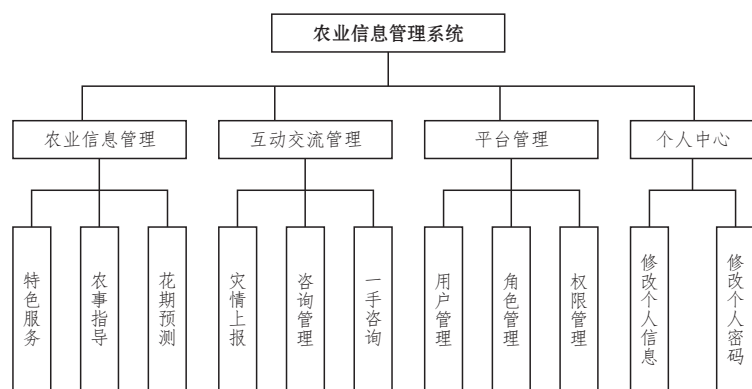 农业信息管理系统
农业信息管理
互动交流管理
平台管理
个人中心
特色服务
农事指导
花期预测
灾情上报
咨询管理
一手咨询
用户管理
角色管理
权限管理
修改个人信息
修改个人密码